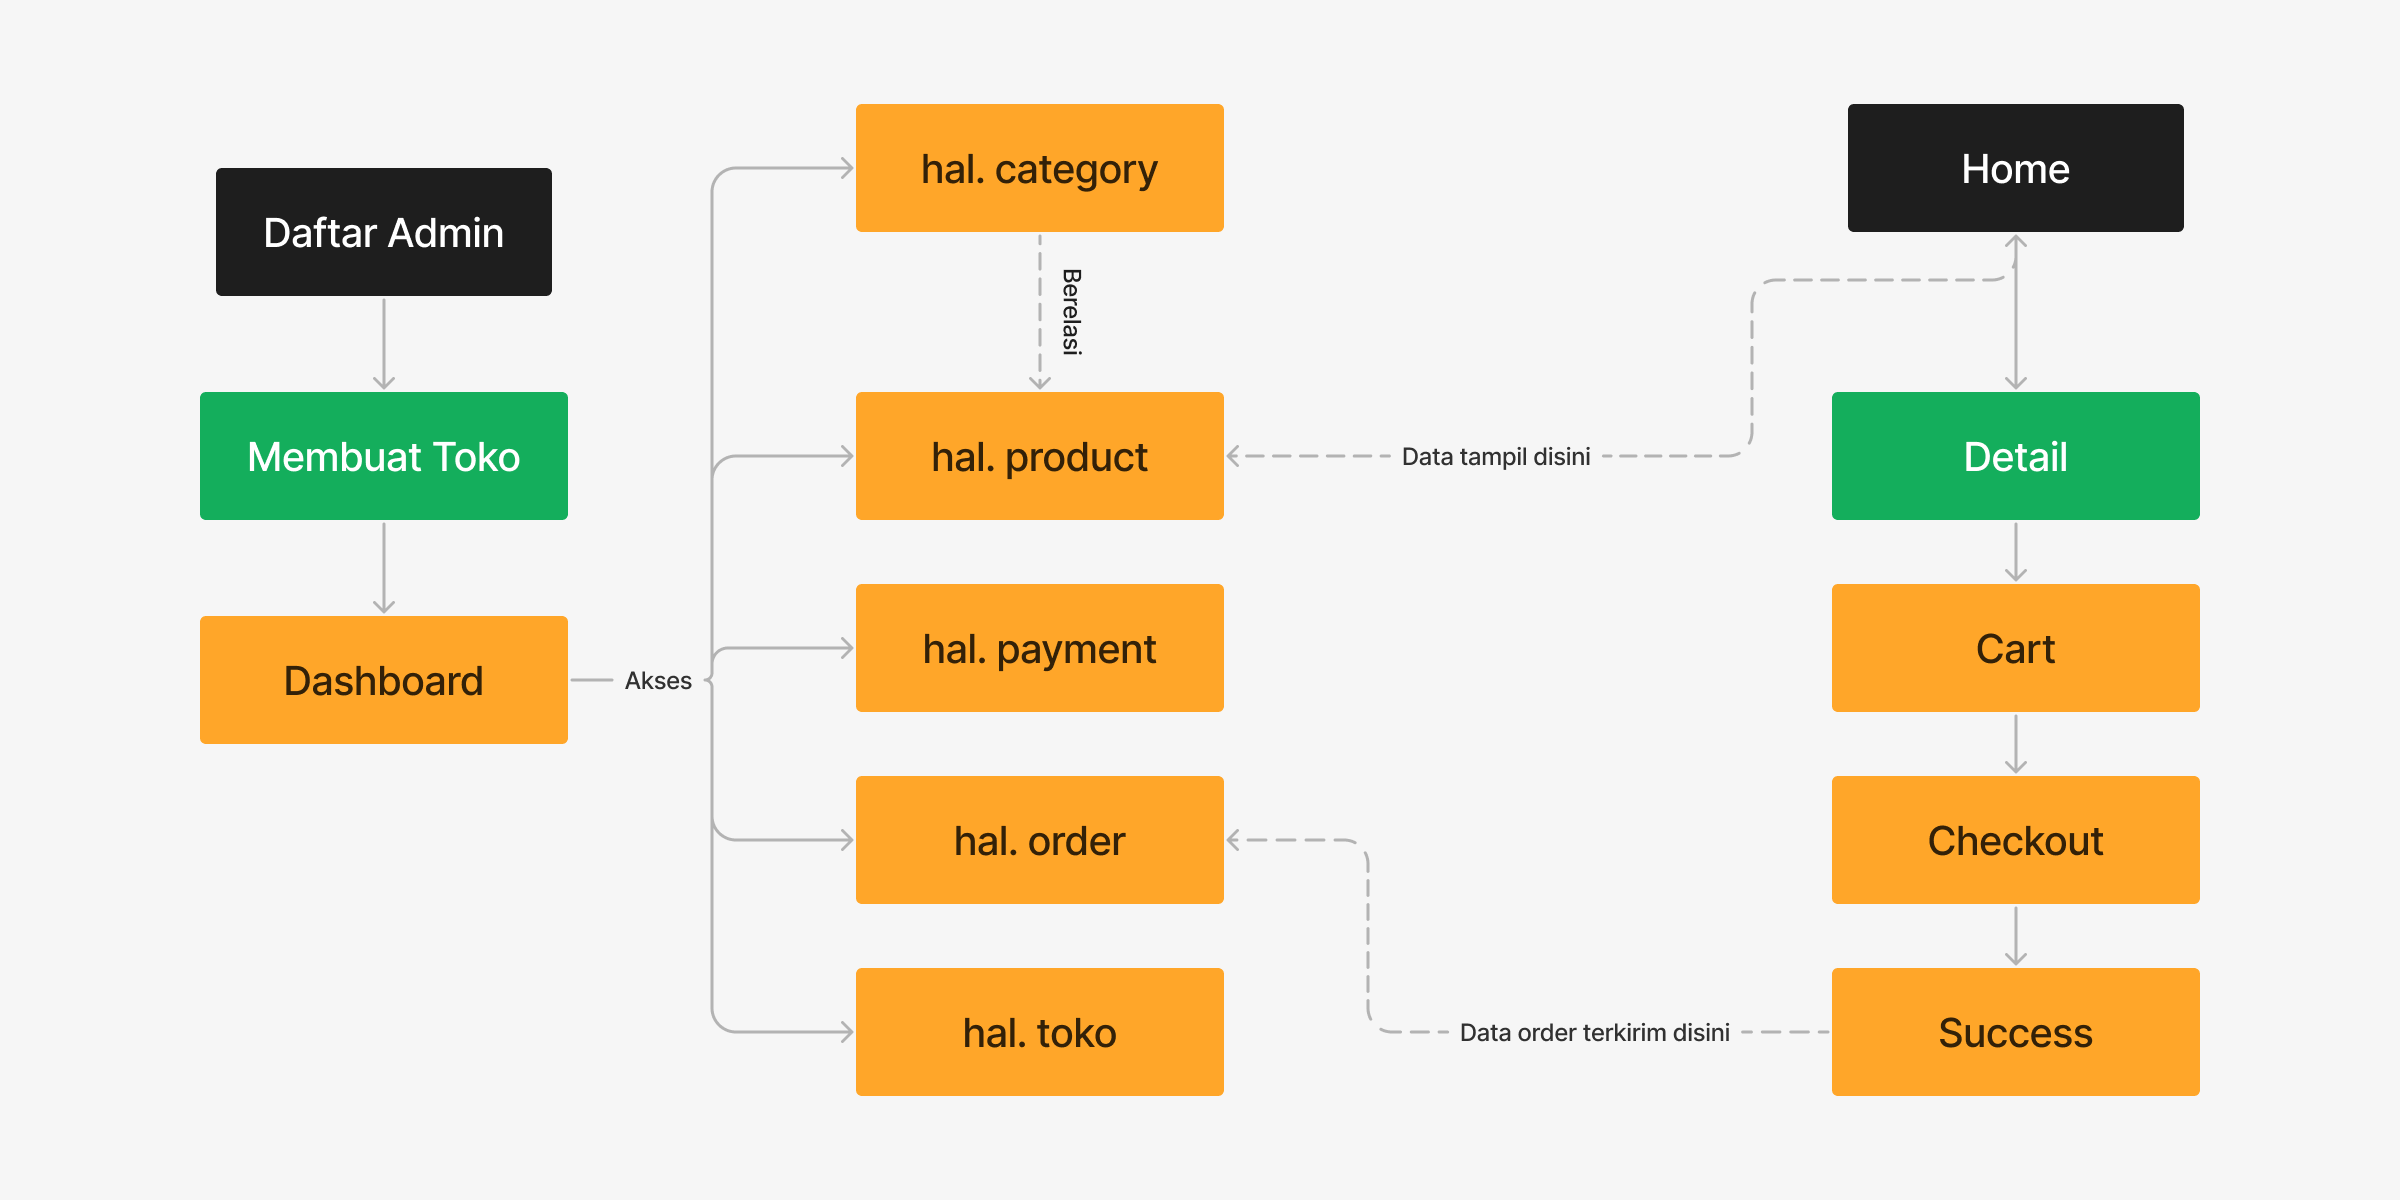 Daftar Admin
Membuat Toko
Dashboard
Akses
hal. category
Berelasi
hal. product
hal. payment
hal. order
hal. toko
Data tampil disini
Data order terkirim disini
Home
Detail
Cart
Checkout
Success